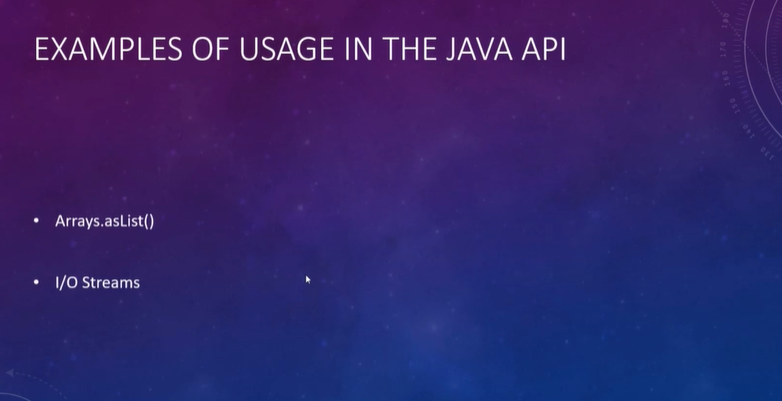 EXAMPLES OF USAGE IN THE JAVA API
• Arrays.asList()
• I/O Streams